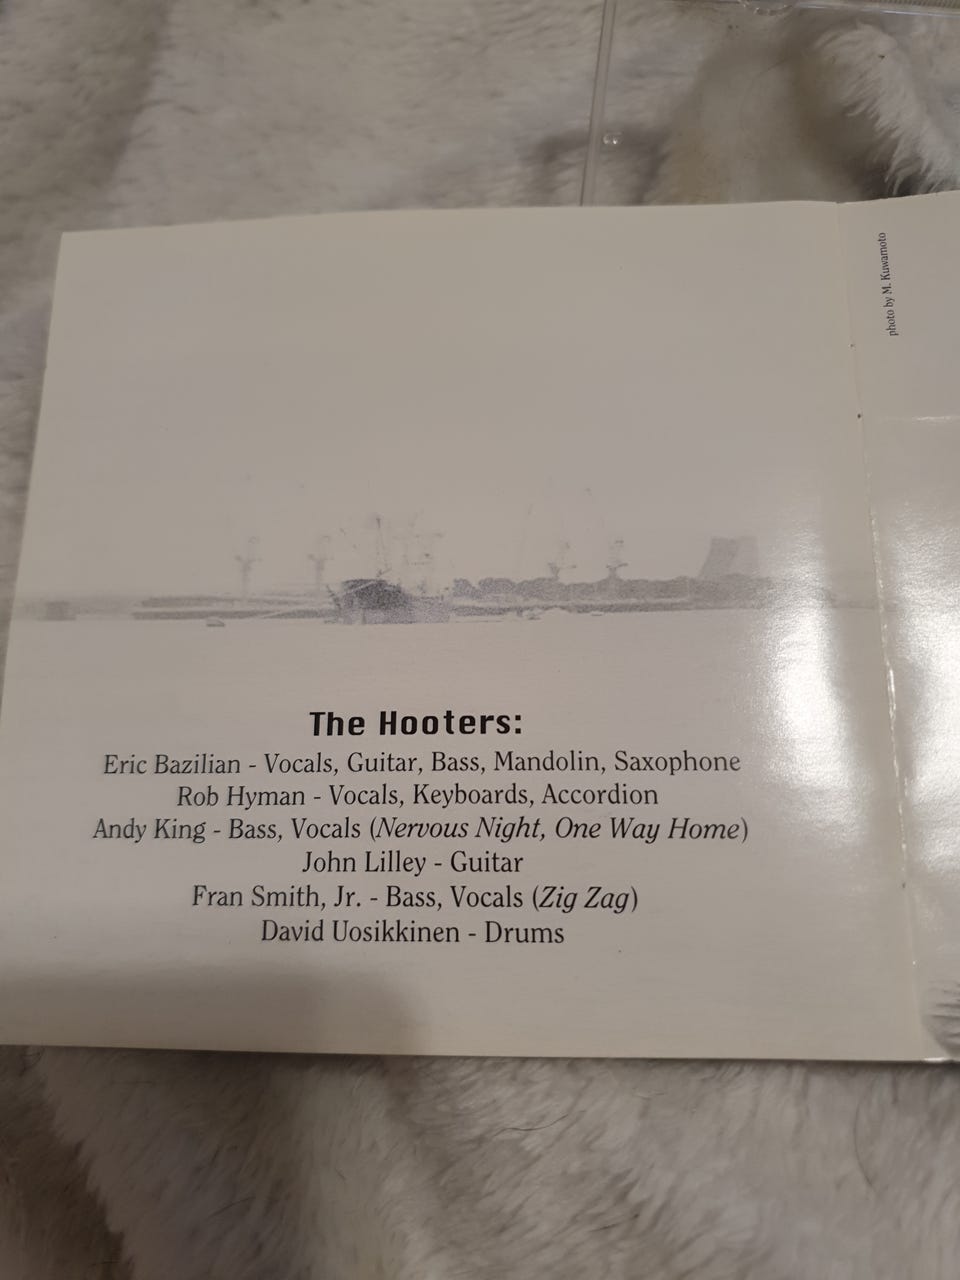 photo by M. Kuwamoto
The Hooters:
Eric Bazilian - Vocals, Guitar, Bass, Mandolin, Saxophone
Rob Hyman - Vocals, Keyboards, Accordion
Andy King - Bass, Vocals (Nervous Night, One Way Home)
John Lilley - Guitar
Fran Smith, Jr. - Bass, Vocals (Zig Zag)
David Uosikkinen - Drums